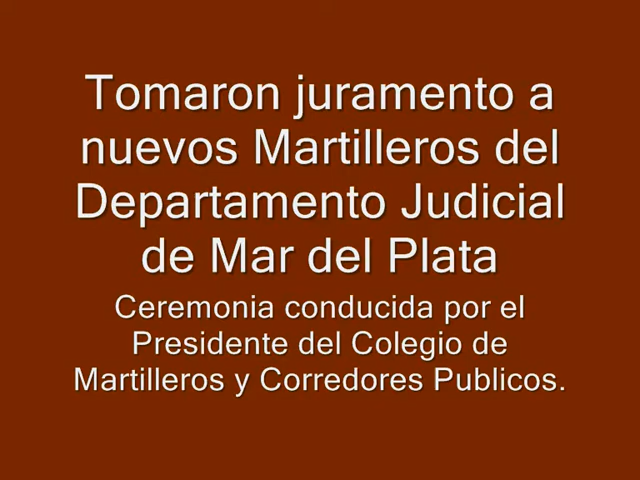 Tomaron juramento a
nuevos Martilleros del
Departamento Judicial
de Mar del Plata
Ceremonia conducida por el
Presidente del Colegio de
Martilleros y Corredores Publicos.